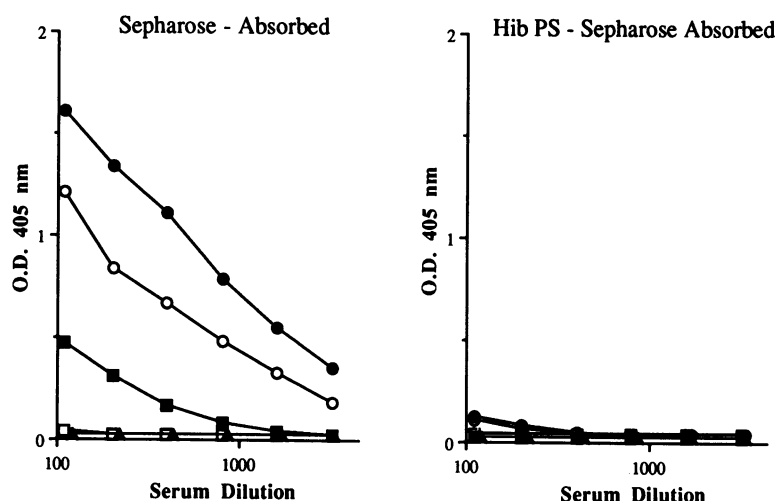 Sepharose - Absorbed
2
1
0
O.D. 405 nm
100
1000
Serum Dilution
Hib PS - Sepharose Absorbed
2
1
0
O.D. 405 nm
100
1000
Serum Dilution